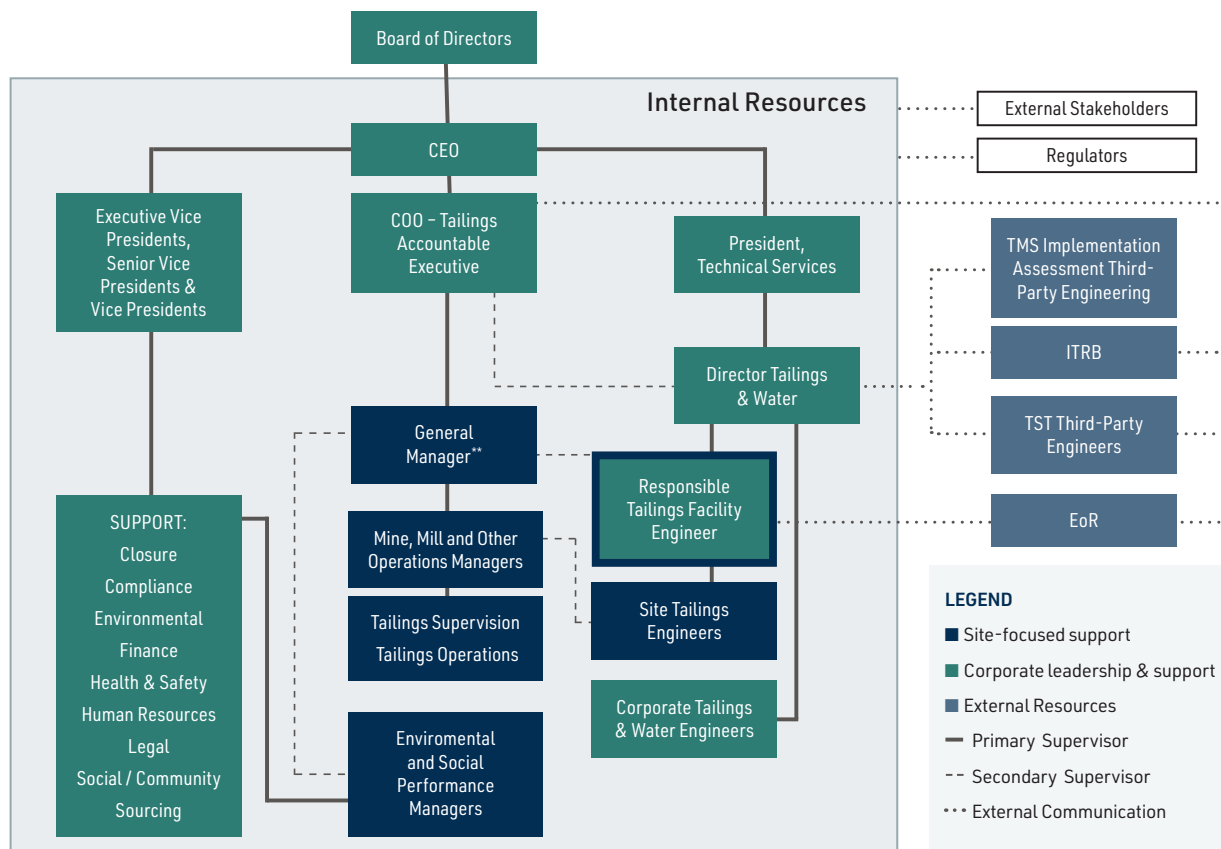 Board of Directors
Internal Resources
External Stakeholders
Regulators
CEO
Executive Vice
Presidents,
Senior Vice
Presidents &
Vice Presidents
COO – Tailings
Accountable
Executive
President,
Technical Services
TMS Implementation
Assessment Third-
Party Engineering
ITRB
Director Tailings
& Water
TST Third-Party
Engineers
General
Manager**
Responsible
Tailings Facility
Engineer
EoR
SUPPORT:
Closure
Compliance
Environmental
Finance
Health & Safety
Human Resources
Legal
Social / Community
Sourcing
Mine, Mill and Other
Operations Managers
Tailings Supervision
Tailings Operations
Site Tailings
Engineers
Corporate Tailings
& Water Engineers
Enviromental
and Social
Performance
Managers
LEGEND
Site-focused support
Corporate leadership & support
External Resources
Primary Supervisor
Secondary Supervisor
External Communication